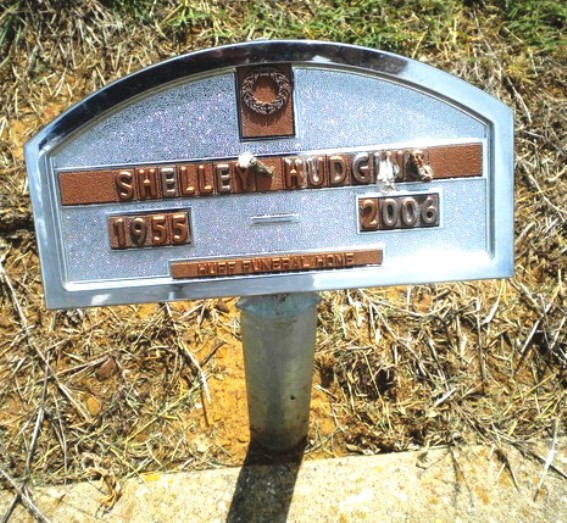 SHELLEY HUDGINS
1955 — 2006
HUFF FUNERAL HOME